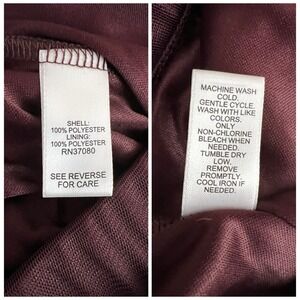 SHELL:
100% POLYESTER
LINING:
100% POLYESTER
RN37080
SEE REVERSE
FOR CARE
MACHINE WASH
COLD,
GENTLE CYCLE.
WASH WITH LIKE
COLORS.
ONLY
NON-CHLORINE
BLEACH WHEN
NEEDED.
TUMBLE DRY
LOW.
REMOVE
PROMPTLY.
COOL IRON IF
NEEDED.